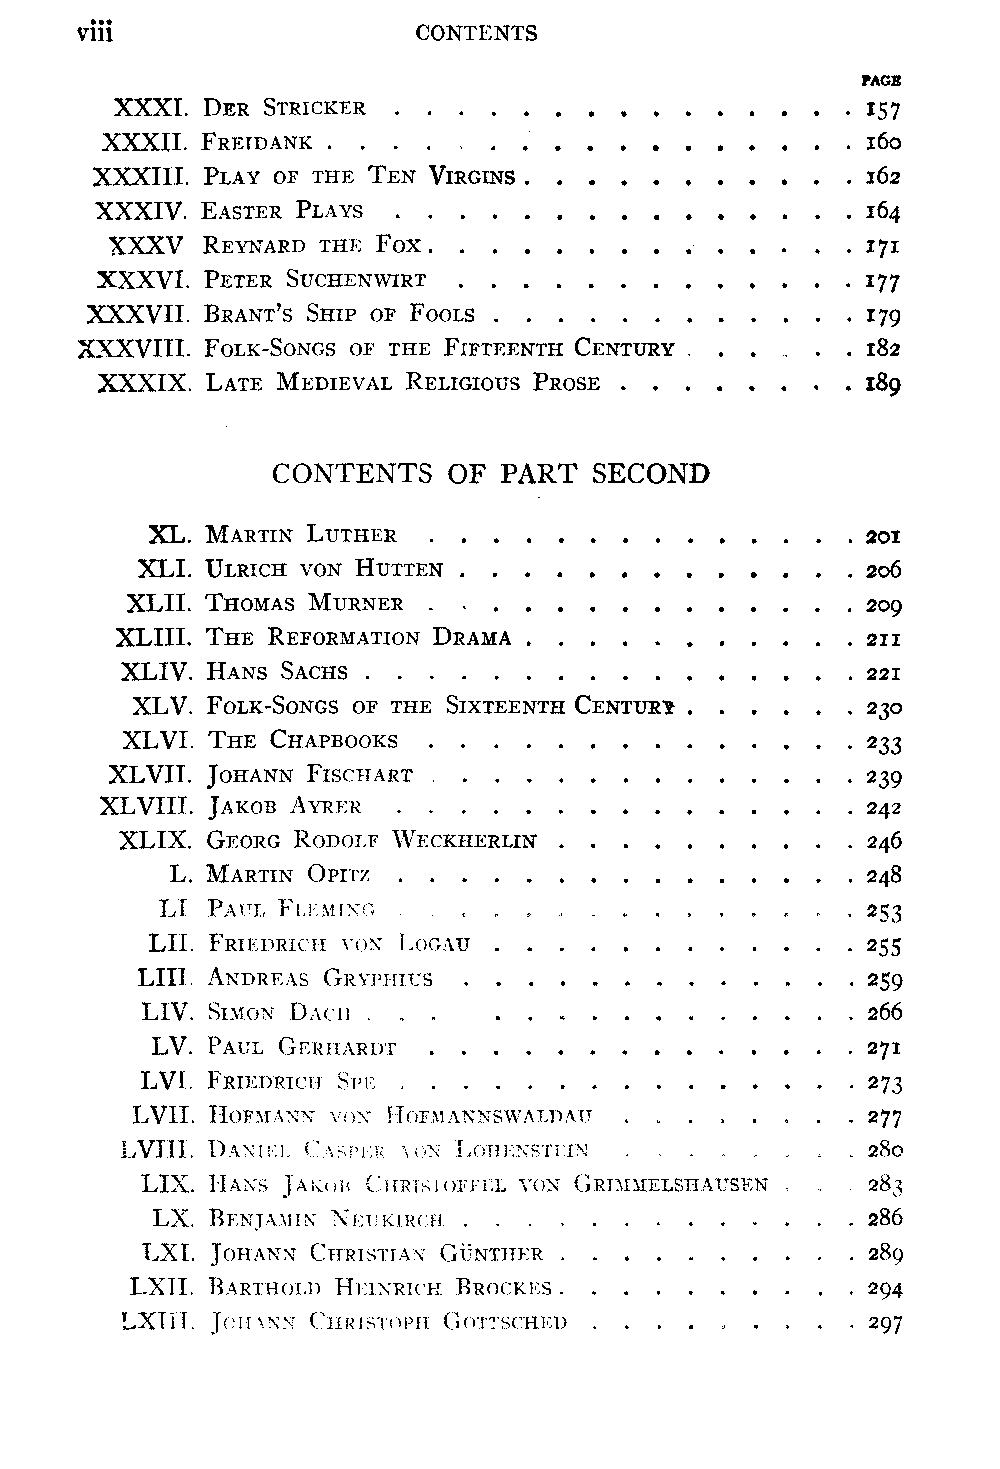 viii CONTENTS
PAGE
XXXI. DER STRICKER . . . . . . . . . . . . . . . 157
XXXII. FREIDANK . . . . . . . . . . . . . . . . . 160
XXXIII. PLAY OF THE TEN VIRGINS . . . . . . . . . . . 162
XXXIV. EASTER PLAYS . . . . . . . . . . . . . . . 164
XXXV REYNARD THE FOX . . . . . . . . . . . . . . 171
XXXVI. PETER SUCHENWIRT . . . . . . . . . . . . . 177
XXXVII. BRANT'S SHIP OF FOOLS . . . . . . . . . . . . 179
XXXVIII. FOLK-SONGS OF THE FIFTEENTH CENTURY . . . . . . 182
XXXIX. LATE MEDIEVAL RELIGIOUS PROSE . . . . . . . . 189
CONTENTS OF PART SECOND
XL. MARTIN LUTHER . . . . . . . . . . . . . . 201
XLI. ULRICH VON HUTTEN . . . . . . . . . . . . . 206
XLII. THOMAS MURNER . . . . . . . . . . . . . . 209
XLIII. THE REFORMATION DRAMA . . . . . . . . . . . 211
XLIV. HANS SACHS . . . . . . . . . . . . . . . . 221
XLV. FOLK-SONGS OF THE SIXTEENTH CENTURY . . . . . . 230
XLVI. THE CHAPBOOKS . . . . . . . . . . . . . . 233
XLVII. JOHANN FISCHART . . . . . . . . . . . . . . 239
XLVIII. JAKOB AYRER . . . . . . . . . . . . . . . 242
XLIX. GEORG RODOLF WECKHERLIN . . . . . . . . . . 246
L. MARTIN OPITZ . . . . . . . . . . . . . . . 248
LI PAUL FLEMING . . . . . . . . . . . . . . . 253
LII. FRIEDRICH VON LOGAU . . . . . . . . . . . . 255
LIII. ANDREAS GRYPHIUS . . . . . . . . . . . . . 259
LIV. SIMON DACH . . . . . . . . . . . . . . . 266
LV. PAUL GERHARDT . . . . . . . . . . . . . . 271
LVI. FRIEDRICH SPE . . . . . . . . . . . . . . . 273
LVII. HOFMANN VON HOFMANNSWALDAU . . . . . . . . 277
LVIII. DANIEL CASPER VON LOHENSTEIN . . . . . . . . 280
LIX. HANS JAKOB CHRISTOFFEL VON GRIMMELSHAUSEN . . . 283
LX. BENJAMIN NEUKIRCH . . . . . . . . . . . . . 286
LXI. JOHANN CHRISTIAN GÜNTHER . . . . . . . . . . 289
LXII. BARTHOLD HEINRICH BROCKES . . . . . . . . . . 294
LXIII. JOHANN CHRISTOPH GOTTSCHED . . . . . . . . . 297